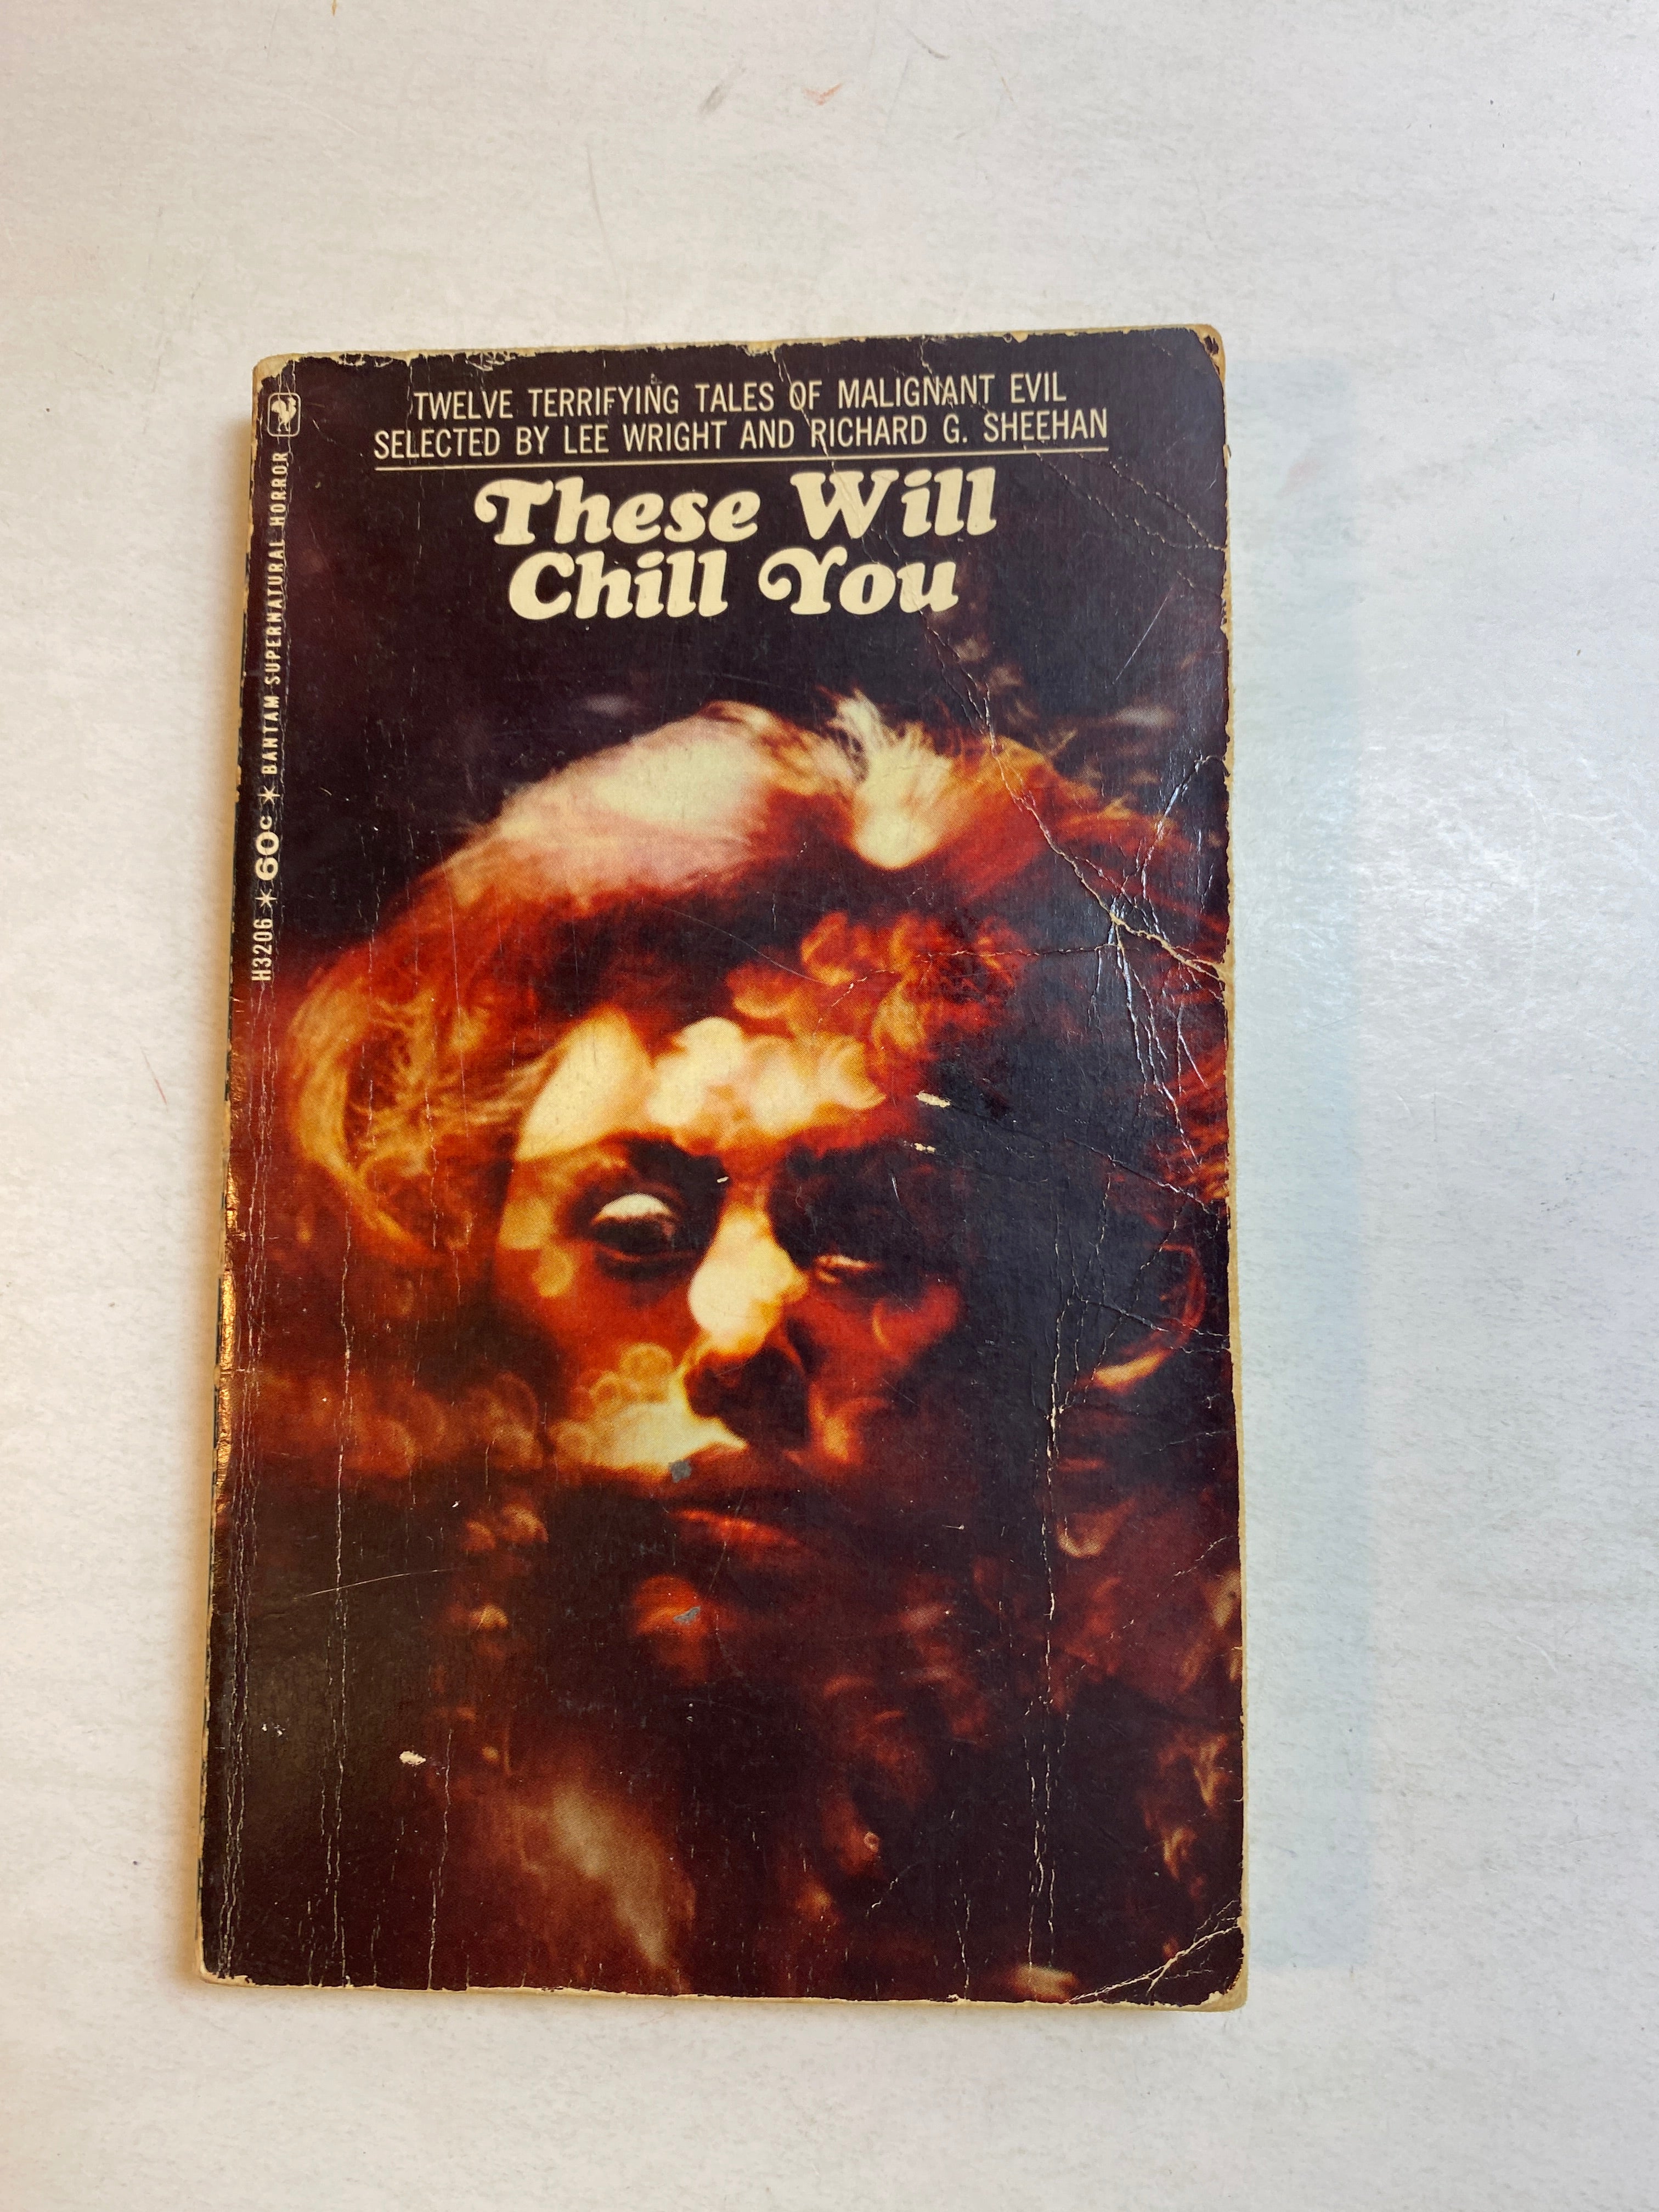 TWELVE TERRIFYING TALES OF MALIGNANT EVIL
SELECTED BY LEE WRIGHT AND RICHARD G. SHEEHAN
These Will
Chill You
H3206 * 60c * BANTAM SUPERNATURAL HORROR